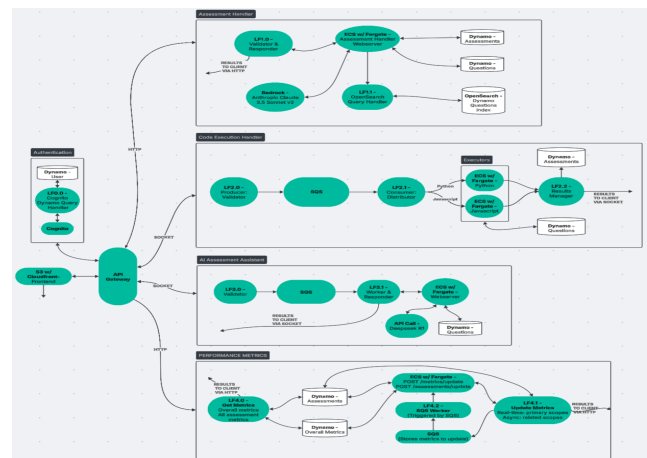 Assessment Handler
LF1.0 -
Validator &
Responder
ECS w/ Fargate -
Assessment Handler
Webserver
Dynamo -
Assessments
RESULTS
TO CLIENT
VIA HTTP
Dynamo -
Questions
Bedrock -
Anthropic Claude
3.5 Sonnet v2
LF1.1 -
OpenSearch
Query Handler
OpenSearch -
Dynamo
Questions
Index
HTTP
Code Execution Handler
Authentication
Dynamo -
User
LF0.0 -
Cognito
Dynamo Query
Handler
Cognito
LF2.0 -
Producer:
Validator
SQS
LF2.1 -
Consumer:
Distributor
Python
Javascript
Executors
ECS w/
Fargate -
Python
ECS w/
Fargate -
Javascript
Dynamo -
Assessments
LF2.2 -
Results
Manager
RESULTS
TO CLIENT
VIA SOCKET
Dynamo -
Questions
SOCKET
S3 w/
Cloudfront-
Frontend
API
Gateway
SOCKET
AI Assessment Assistant
LF3.0 -
Validator
SQS
LF3.1 -
Worker &
Responder
ECS w/
Fargate -
Webserver
RESULTS
TO CLIENT
VIA SOCKET
API Call -
Deepseek R1
Dynamo -
Questions
HTTP
PERFORMANCE METRICS
RESULTS
TO CLIENT
VIA HTTP
LF4.0 -
Get Metrics
Overall metrics
All assessment
metrics
Dynamo -
Assessments
Dynamo -
Overall Metrics
ECS w/ Fargate -
POST /metrics/update
POST /assessments/update
LF4.2 -
SQS Worker
(Triggered by SQS)
SQS
(Stores metrics to update)
LF4.1 -
Update Metrics
Real-time: primary scopes
Async: related scopes
RESULTS
TO CLIENT
VIA HTTP